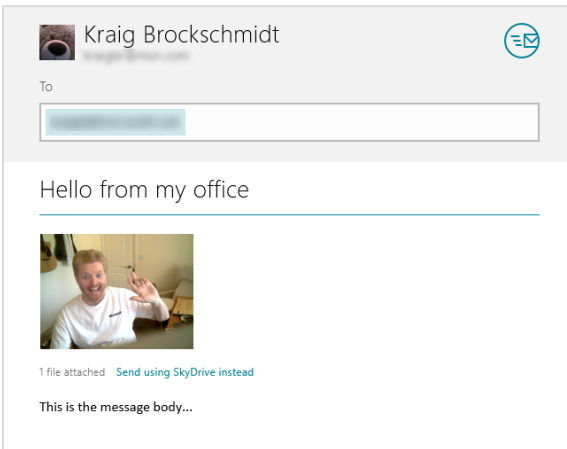 Kraig Brockschmidt
To
Hello from my office
1 file attached Send using SkyDrive instead
This is the message body...